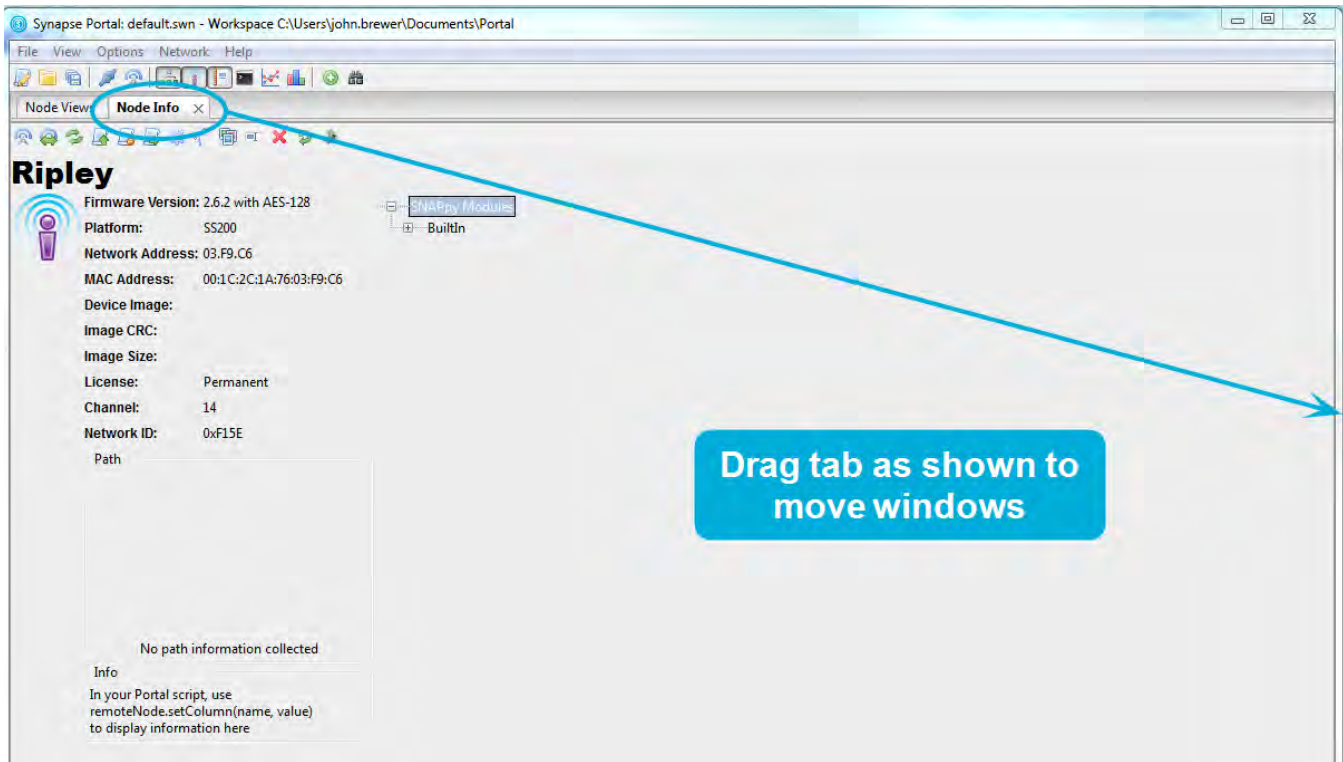 Synapse Portal: default.swn - Workspace C:\Users\john.brewer\Documents\Portal
File View Options Network Help
Node Views Node Info
Ripley
Firmware Version: 2.6.2 with AES-128
Platform: SS200
Network Address: 03.F9.C6
MAC Address: 00:1C:2C:1A:76:03:F9:C6
Device Image:
Image CRC:
Image Size:
License: Permanent
Channel: 14
Network ID: 0xF15E
SNAPpy Modules
BuiltIn
Path
No path information collected
Info
In your Portal script, use
remoteNode.setColumn(name, value)
to display information here
Drag tab as shown to
move windows